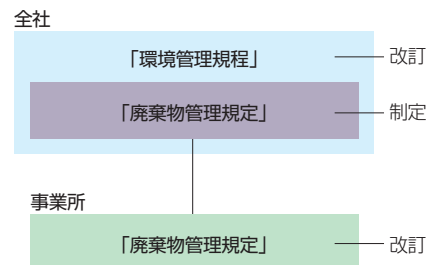 全社
「環境管理規程」 改訂
「廃棄物管理規定」 制定
事業所
「廃棄物管理規定」 改訂